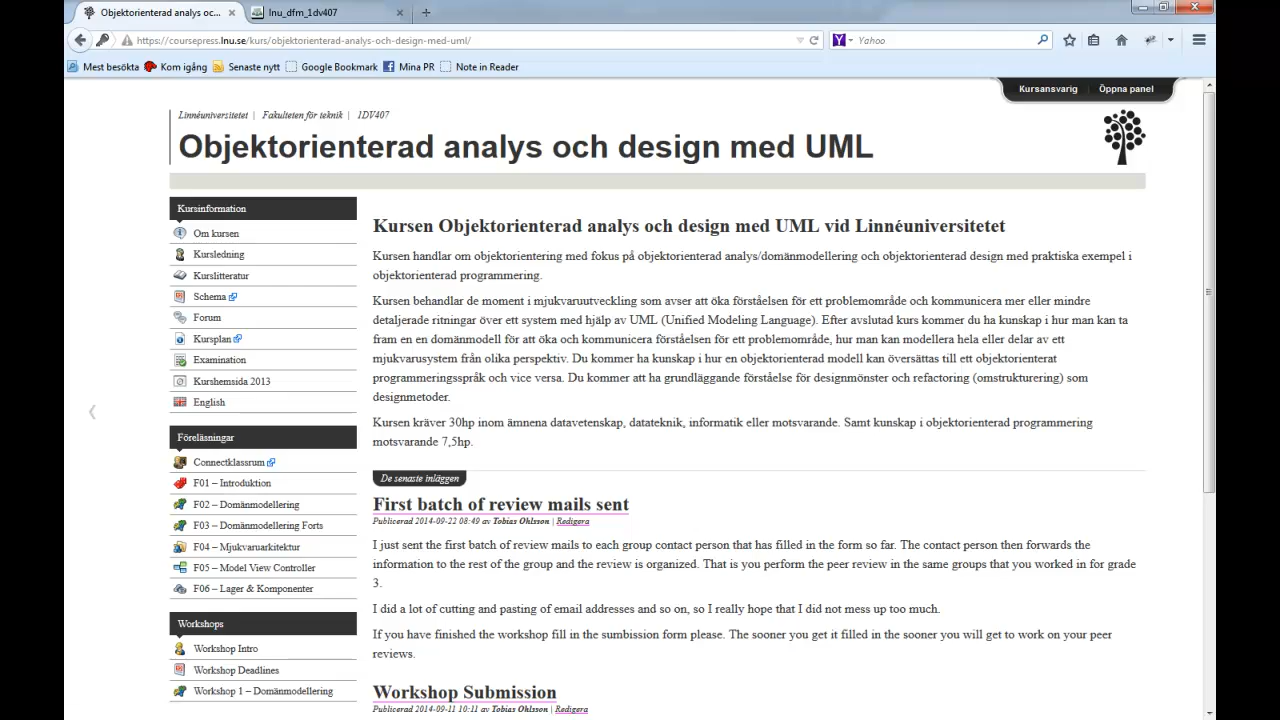 Objektorienterad analys oc...
lnu_dfm_1dv407
https://coursepress.lnu.se/kurs/objektorienterad-analys-och-design-med-uml/
Yahoo
Mest besökta
Kom igång
Senaste nytt
Google Bookmark
Mina PR
Note in Reader
Kursansvarig
Öppna panel
Linnéuniversitetet | Fakulteten för teknik | 1DV407
Objektorienterad analys och design med UML
Kursinformation
Om kursen
Kursledning
Kurslitteratur
Schema
Forum
Kursplan
Examination
Kurshemsida 2013
English
Föreläsningar
Connectklassrum
F01 – Introduktion
F02 – Domänmodellering
F03 – Domänmodellering Forts
F04 – Mjukvaruarkitektur
F05 – Model View Controller
F06 – Lager & Komponenter
Workshops
Workshop Intro
Workshop Deadlines
Workshop 1 – Domänmodellering
Kursen Objektorienterad analys och design med UML vid Linnéuniversitetet
Kursen handlar om objektorientering med fokus på objektorienterad analys/domänmodellering och objektorienterad design med praktiska exempel i
objektorienterad programmering.
Kursen behandlar de moment i mjukvaruutveckling som avser att öka förståelsen för ett problemområde och kommunicera mer eller mindre
detaljerade ritningar över ett system med hjälp av UML (Unified Modeling Language). Efter avslutad kurs kommer du ha kunskap i hur man kan ta
fram en en domänmodell för att öka och kommunicera förståelsen för ett problemområde, hur man kan modellera hela eller delar av ett
mjukvarusystem från olika perspektiv. Du kommer att ha kunskap i hur en objektorienterad modell kan översättas till ett objektorienterat
programmeringsspråk och vice versa. Du kommer att ha grundläggande förståelse för designmönster och refactoring (omstrukturering) som
designmetoder.
Kursen kräver 30hp inom ämnena datavetenskap, datateknik, informatik eller motsvarande. Samt kunskap i objektorienterad programmering
motsvarande 7,5hp.
De senaste inläggen
First batch of review mails sent
Publicerad 2014-09-22 08:49 av Tobias Ohlsson | Redigera
I just sent the first batch of review mails to each group contact person that has filled in the form so far. The contact person then forwards the
information to the rest of the group and the review is organized. That is you perform the peer review in the same groups that you worked in for grade
3.
I did a lot of cutting and pasting of email addresses and so on, so I really hope that I did not mess up too much.
If you have finished the workshop fill in the sumbission form please. The sooner you get it filled in the sooner you will get to work on your peer
reviews.
Workshop Submission
Publicerad 2014-09-11 10:11 av Tobias Ohlsson | Redigera